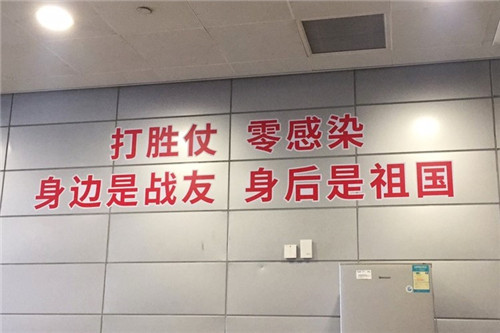 打胜仗 零感染
身边是战友 身后是祖国